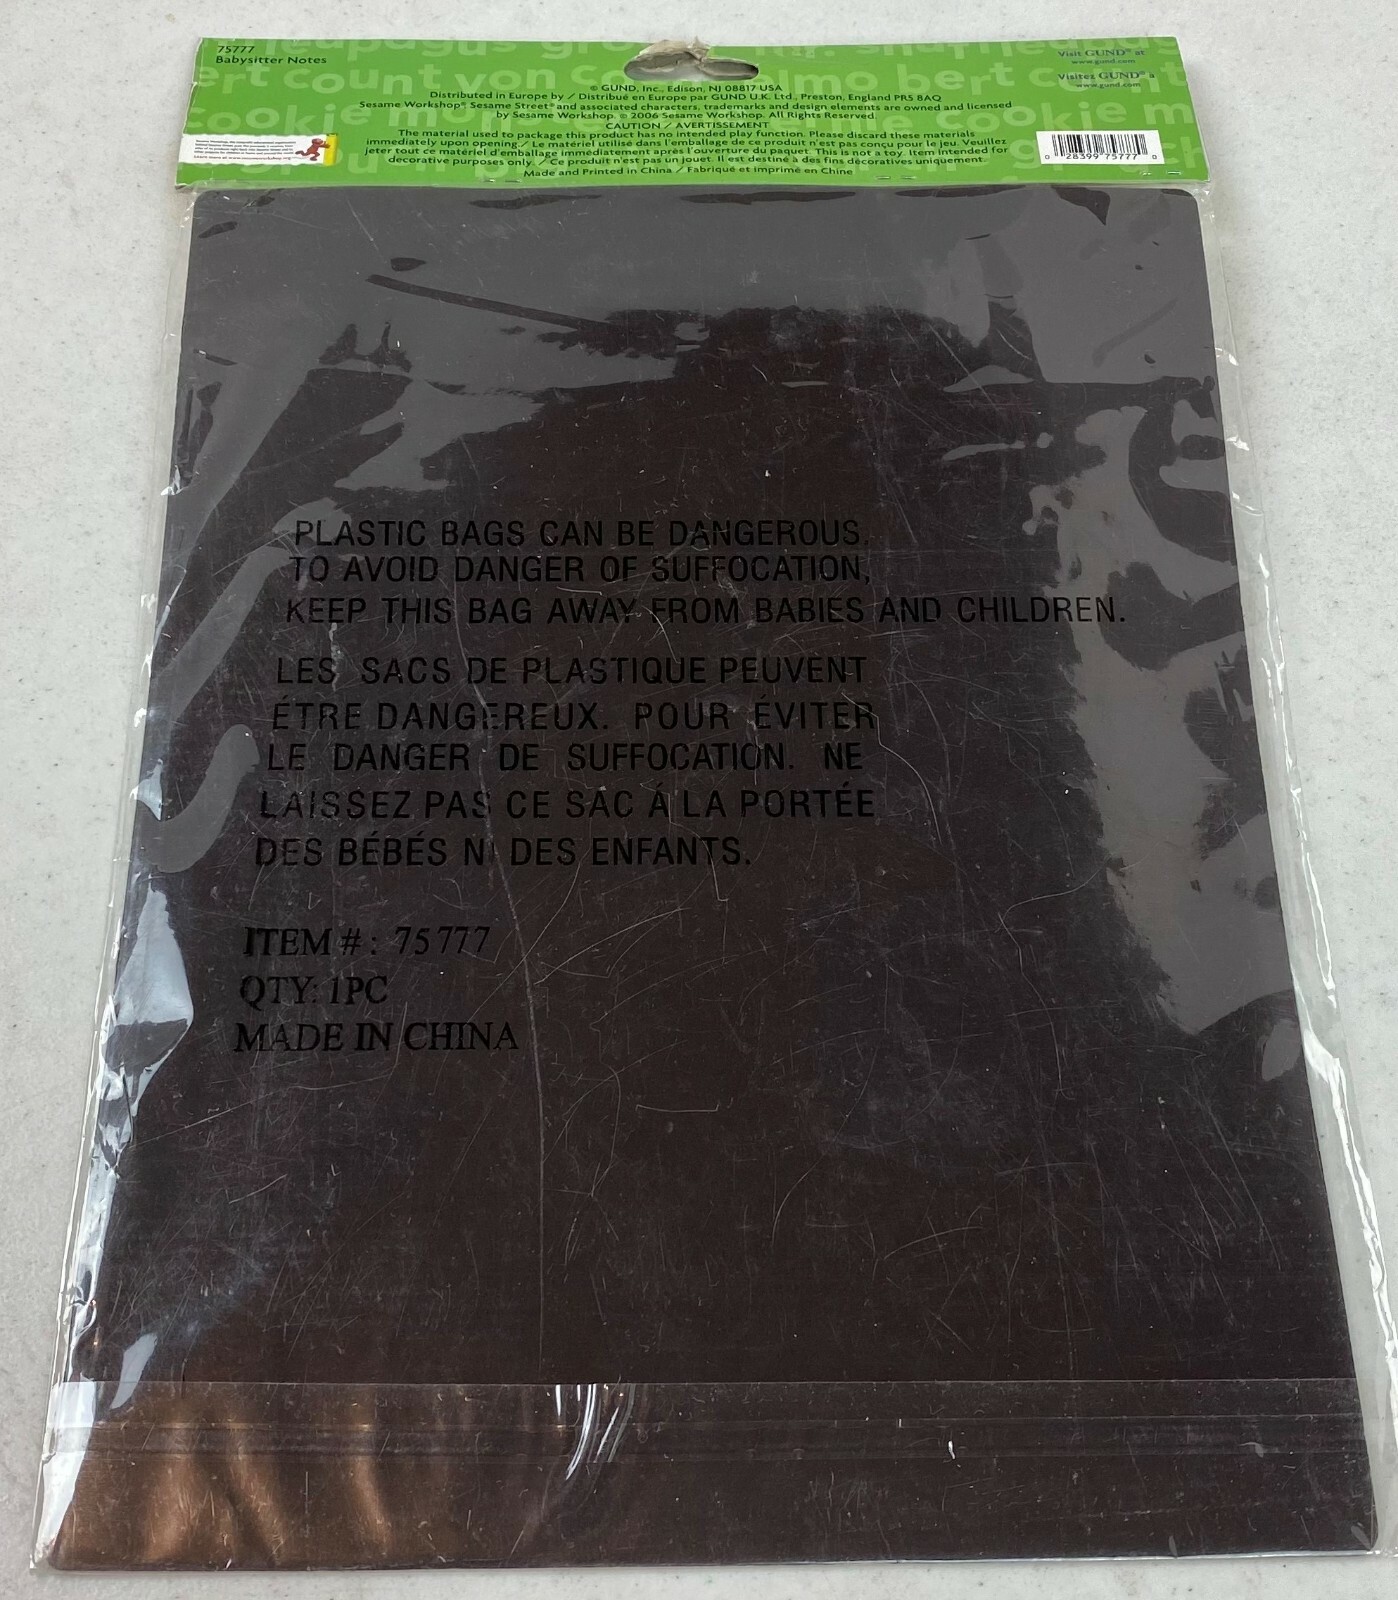 75777
Babysitter Notes
Visit GUND® at
www.gund.com
Visitez GUND® à
www.gund.com
© GUND, Inc., Edison, NJ 08817 USA
Distributed in Europe by / Distribué en Europe par GUND U.K. Ltd., Preston, England PR5 8AQ
Sesame Workshop®, Sesame Street® and associated characters, trademarks and design elements are owned and licensed
by Sesame Workshop. © 2006 Sesame Workshop. All Rights Reserved.
CAUTION / AVERTISSEMENT
The material used to package this product has no intended play function. Please discard these materials
immediately upon opening. / Le matériel utilisé dans l'emballage de ce produit n'est pas conçu pour le jeu. Veuillez
jeter tout ce matériel d'emballage immédiatement après l'ouverture du paquet. This is not a toy. Item intended for
decorative purposes only. / Ce produit n'est pas un jouet. Il est destiné à des fins décoratives uniquement.
Made and Printed in China / Fabriqué et imprimé en Chine
0 28399 75777 0
ert count von co elmo bert
ookie m
PLASTIC BAGS CAN BE DANGEROUS.
TO AVOID DANGER OF SUFFOCATION,
KEEP THIS BAG AWAY FROM BABIES AND CHILDREN.
LES SACS DE PLASTIQUE PEUVENT
ÉTRE DANGEREUX. POUR ÉVITER
LE DANGER DE SUFFOCATION. NE
LAISSEZ PAS CE SAC Á LA PORTÉE
DES BÉBÉS NI DES ENFANTS.
ITEM # : 75777
QTY: 1PC
MADE IN CHINA